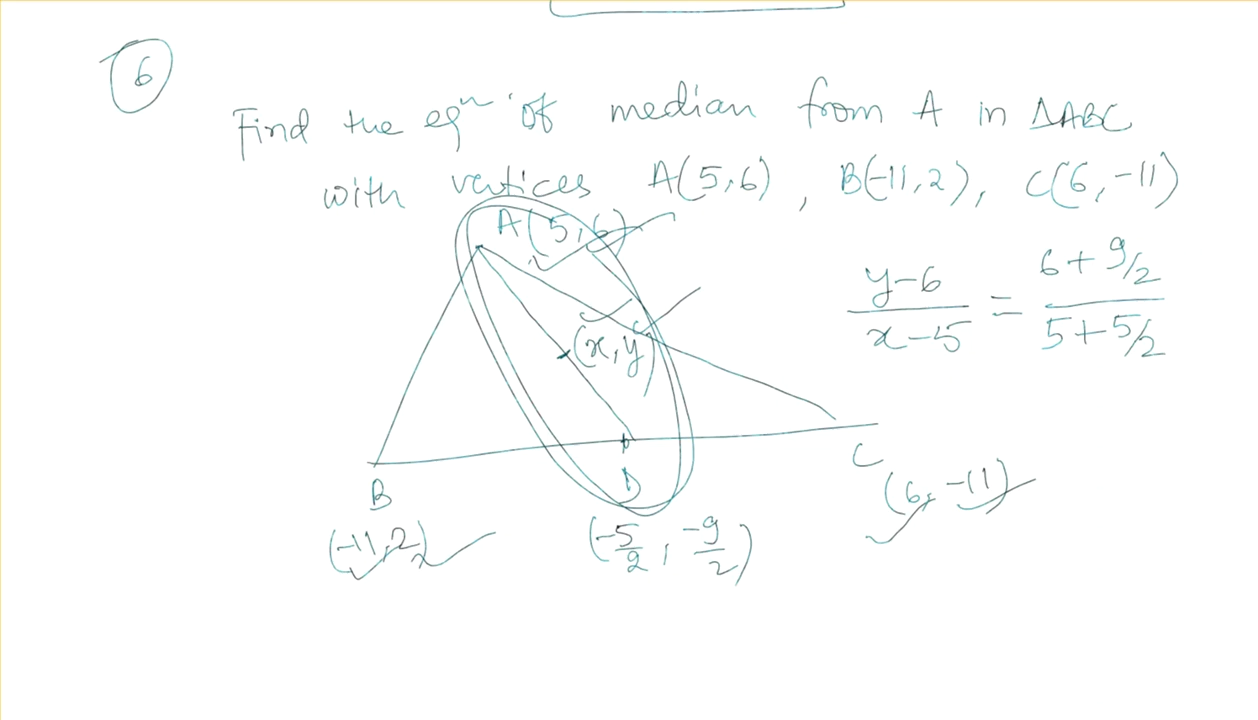 6
Find the eqn of median from A in ΔABC
with vertices A(5,6), B(-11,2), C(6,-11)
A(5,6)
y-6/x-5 = 6+9/2/5+5/2
(x,y)
B
D
C
(6,-11)
(-11,2)
(-5/2, -9/2)